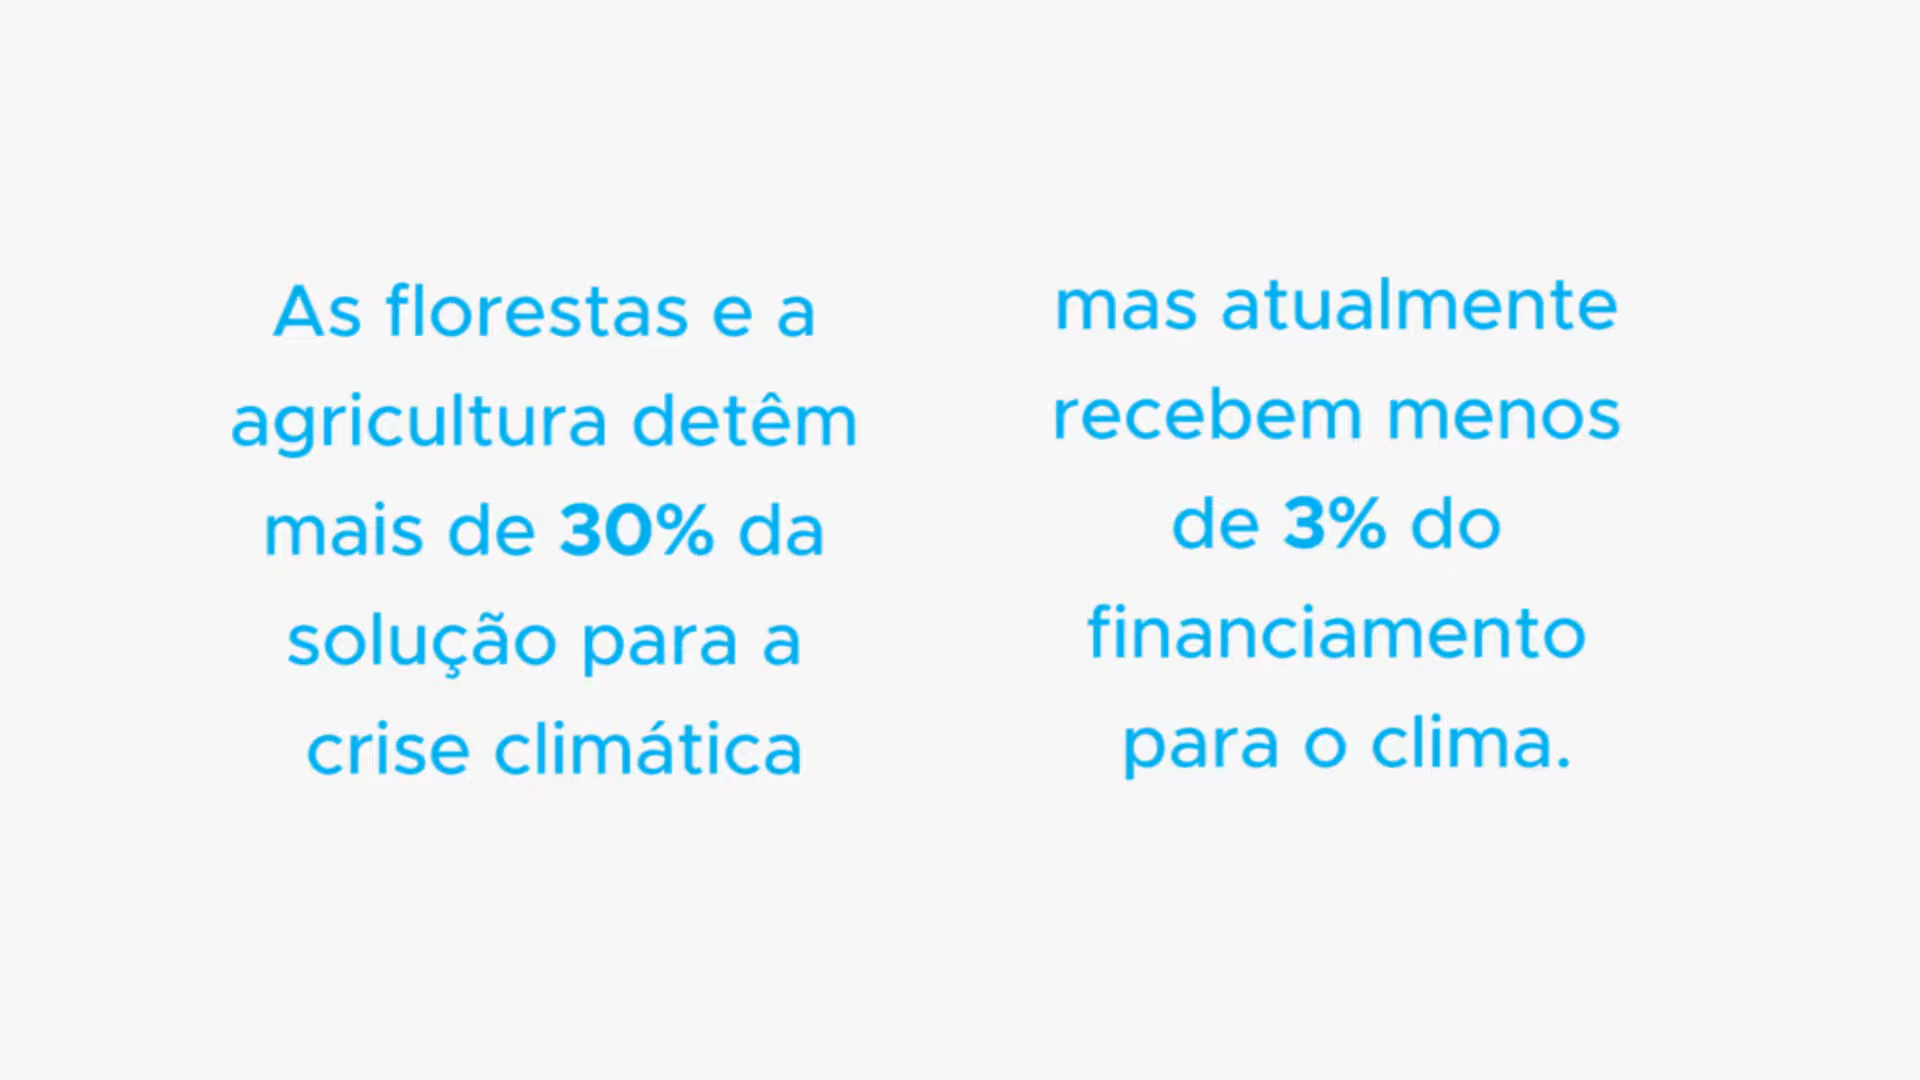 As florestas e a
agricultura detêm
mais de 30% da
solução para a
crise climática
mas atualmente
recebem menos
de 3% do
financiamento
para o clima.